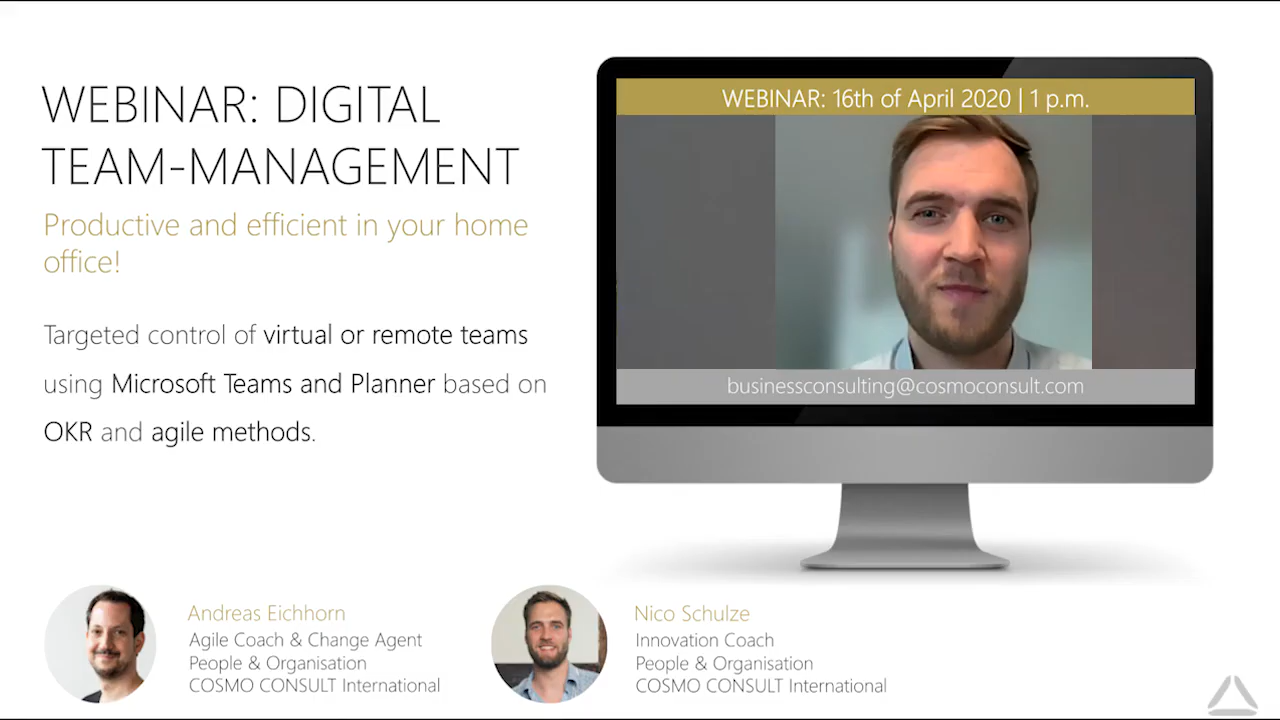 WEBINAR: DIGITAL
TEAM-MANAGEMENT
Productive and efficient in your home
office!
Targeted control of virtual or remote teams
using Microsoft Teams and Planner based on
OKR and agile methods.
WEBINAR: 16th of April 2020 | 1 p.m.
businessconsulting@cosmoconsult.com
Andreas Eichhorn
Agile Coach & Change Agent
People & Organisation
COSMO CONSULT International
Nico Schulze
Innovation Coach
People & Organisation
COSMO CONSULT International